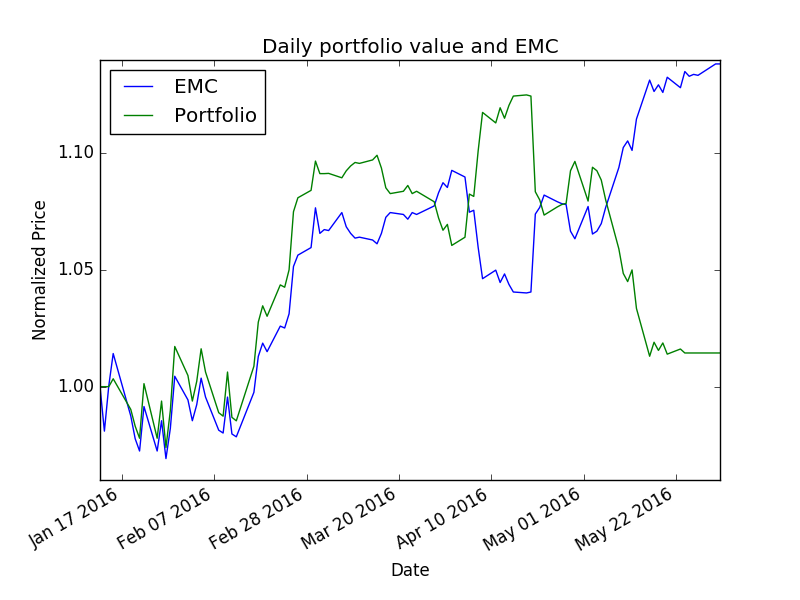 Daily portfolio value and EMC
EMC
Portfolio
1.10
1.05
1.00
Normalized Price
Jan 17 2016
Feb 07 2016
Feb 28 2016
Mar 20 2016
Apr 10 2016
May 01 2016
May 22 2016
Date